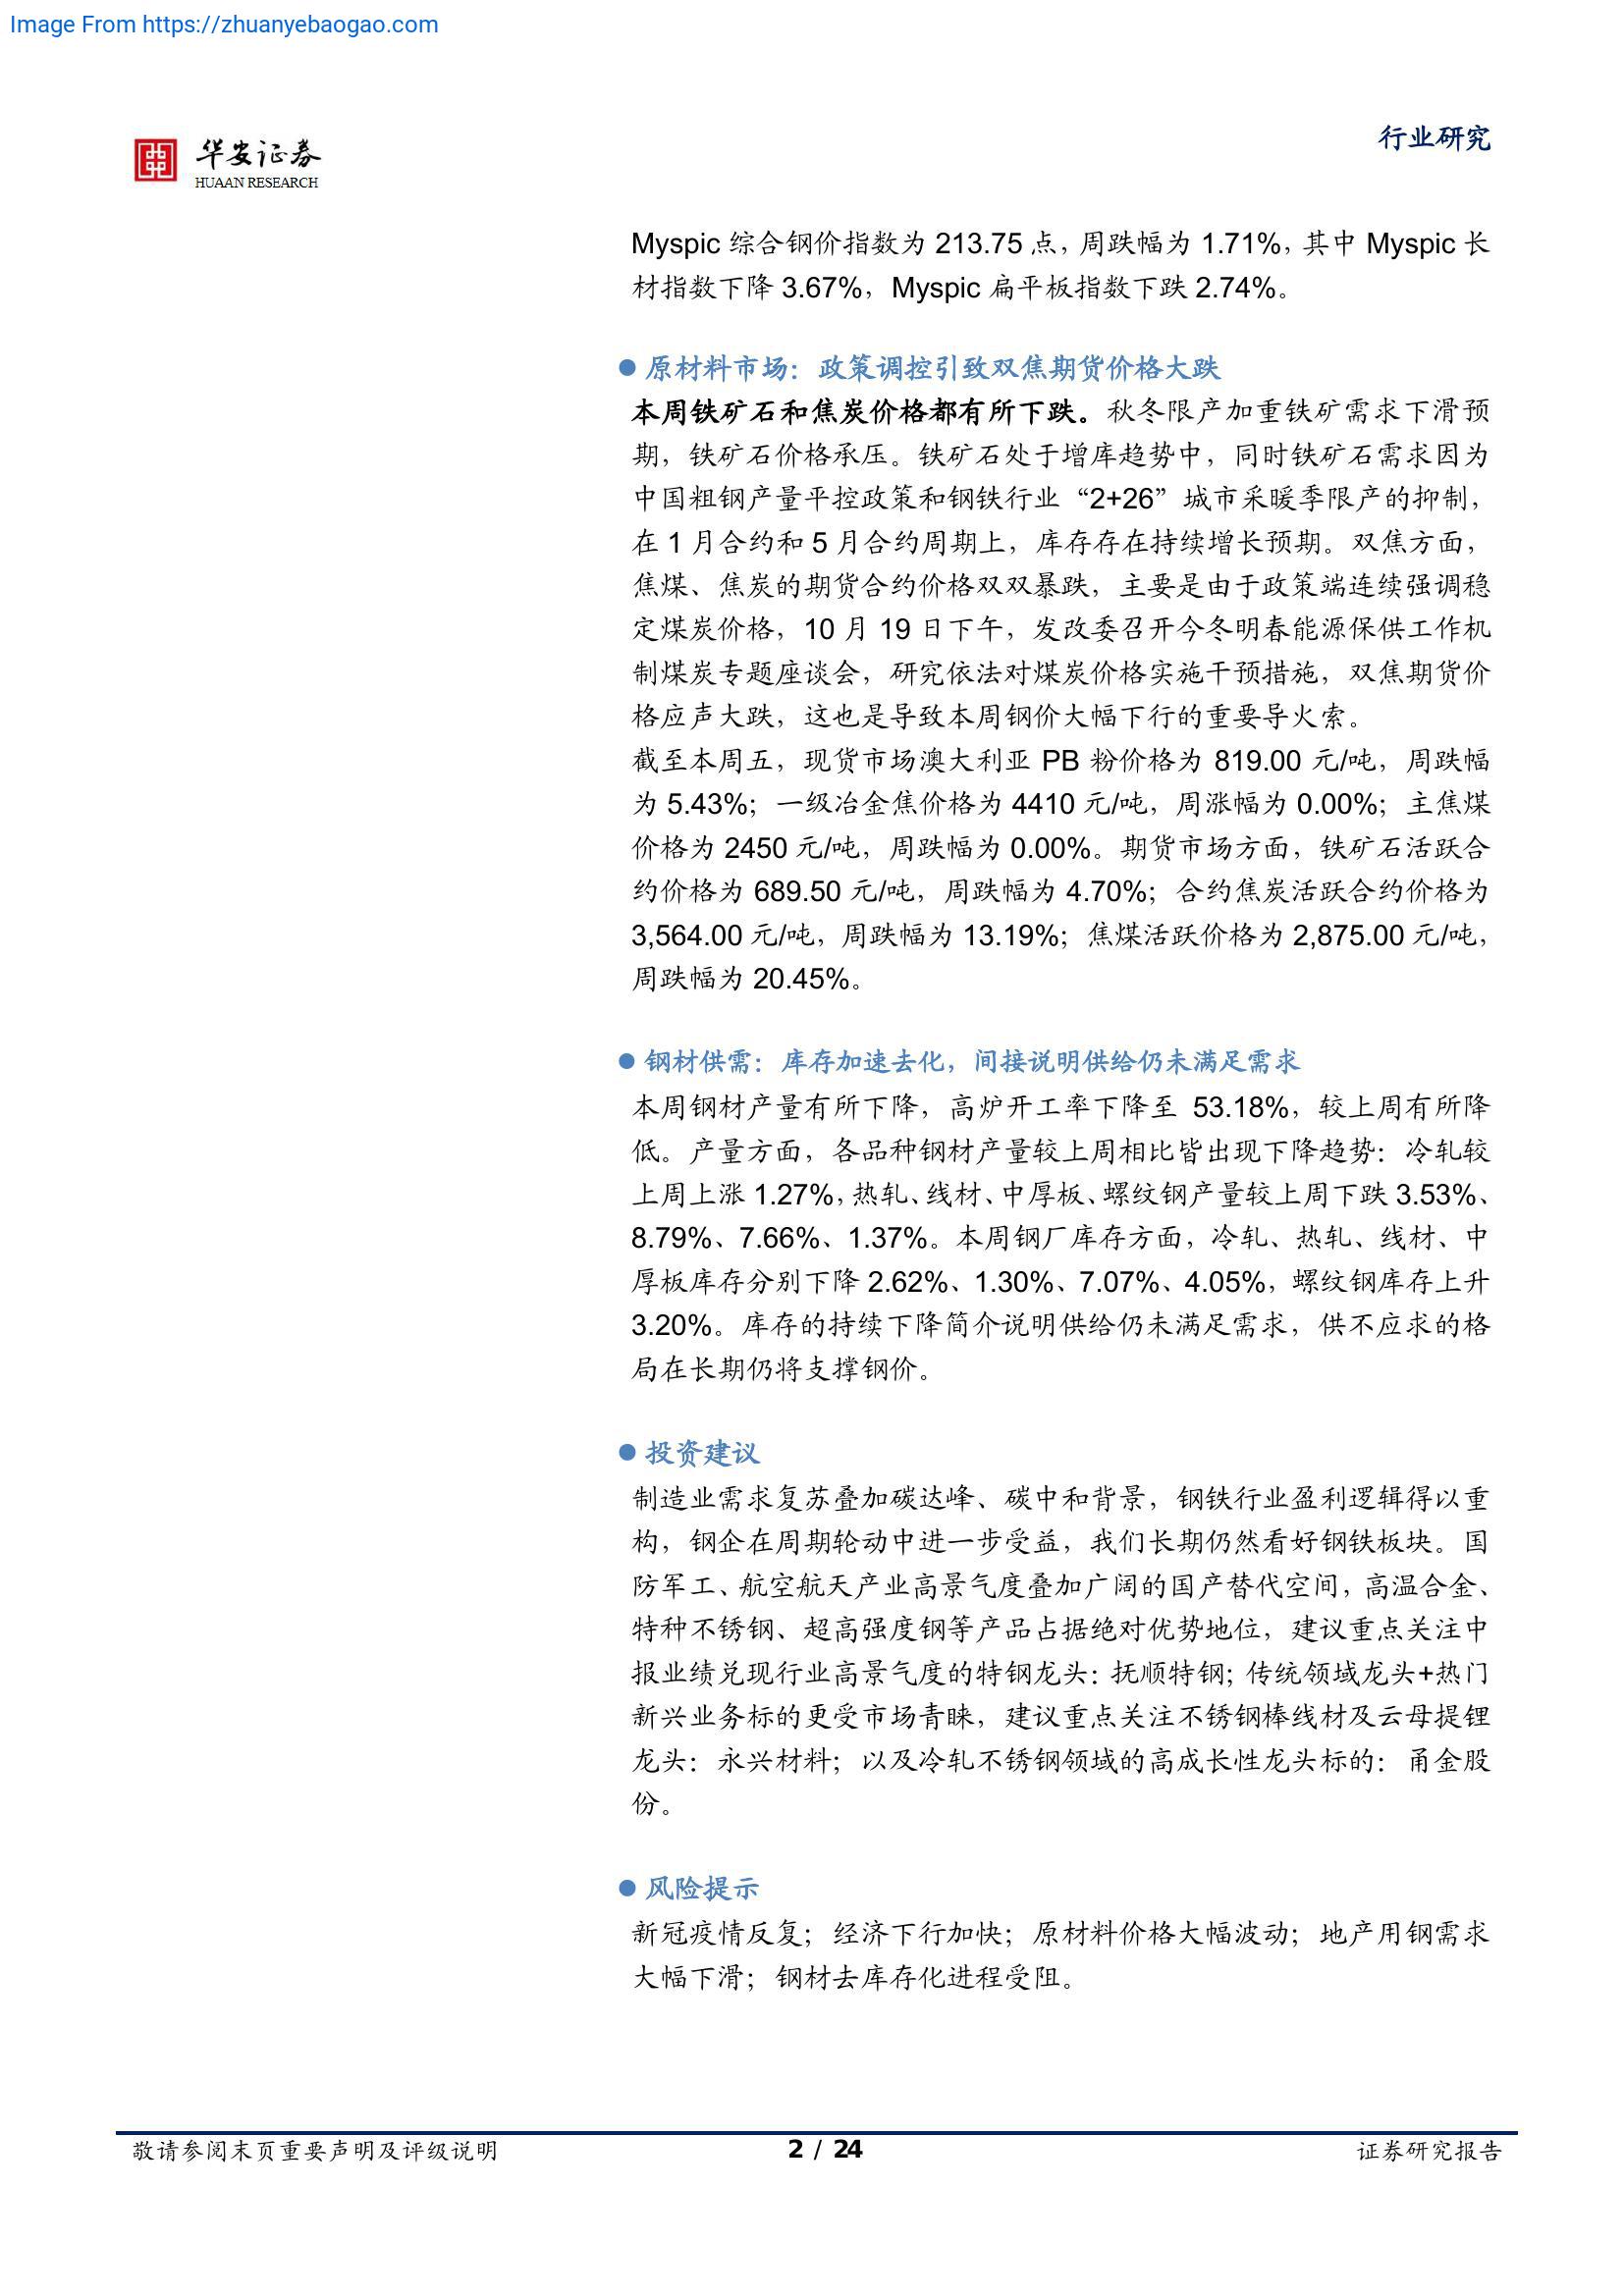 Image From https://zhuanyebaogao.com
华安证券
HUAAN RESEARCH
行业研究
Myspic 综合钢价指数为 213.75 点，周跌幅为 1.71%，其中 Myspic 长
材指数下降 3.67%，Myspic 扁平板指数下跌 2.74%。
● 原材料市场：政策调控引致双焦期货价格大跌
本周铁矿石和焦炭价格都有所下跌。秋冬限产加重铁矿需求下滑预
期，铁矿石价格承压。铁矿石处于增库趋势中，同时铁矿石需求因为
中国粗钢产量平控政策和钢铁行业“2+26”城市采暖季限产的抑制，
在 1 月合约和 5 月合约周期上，库存存在持续增长预期。双焦方面，
焦煤、焦炭的期货合约价格双双暴跌，主要是由于政策端连续强调稳
定煤炭价格，10 月 19 日下午，发改委召开今冬明春能源保供工作机
制煤炭专题座谈会，研究依法对煤炭价格实施干预措施，双焦期货价
格应声大跌，这也是导致本周钢价大幅下行的重要导火索。
截至本周五，现货市场澳大利亚 PB 粉价格为 819.00 元/吨，周跌幅
为 5.43%；一级冶金焦价格为 4410 元/吨，周涨幅为 0.00%；主焦煤
价格为 2450 元/吨，周跌幅为 0.00%。期货市场方面，铁矿石活跃合
约价格为 689.50 元/吨，周跌幅为 4.70%；合约焦炭活跃合约价格为
3,564.00 元/吨，周跌幅为 13.19%；焦煤活跃价格为 2,875.00 元/吨，
周跌幅为 20.45%。
● 钢材供需：库存加速去化，间接说明供给仍未满足需求
本周钢材产量有所下降，高炉开工率下降至 53.18%，较上周有所降
低。产量方面，各品种钢材产量较上周相比皆出现下降趋势：冷轧较
上周上涨 1.27%，热轧、线材、中厚板、螺纹钢产量较上周下跌 3.53%、
8.79%、7.66%、1.37%。本周钢厂库存方面，冷轧、热轧、线材、中
厚板库存分别下降 2.62%、1.30%、7.07%、4.05%，螺纹钢库存上升
3.20%。库存的持续下降简介说明供给仍未满足需求，供不应求的格
局在长期仍将支撑钢价。
● 投资建议
制造业需求复苏叠加碳达峰、碳中和背景，钢铁行业盈利逻辑得以重
构，钢企在周期轮动中进一步受益，我们长期仍然看好钢铁板块。国
防军工、航空航天产业高景气度叠加广阔的国产替代空间，高温合金、
特种不锈钢、超高强度钢等产品占据绝对优势地位，建议重点关注中
报业绩兑现行业高景气度的特钢龙头：抚顺特钢；传统领域龙头+热门
新兴业务标的更受市场青睐，建议重点关注不锈钢棒线材及云母提锂
龙头：永兴材料；以及冷轧不锈钢领域的高成长性龙头标的：甬金股
份。
● 风险提示
新冠疫情反复；经济下行加快；原材料价格大幅波动；地产用钢需求
大幅下滑；钢材去库存化进程受阻。
敬请参阅末页重要声明及评级说明
2 / 24
证券研究报告